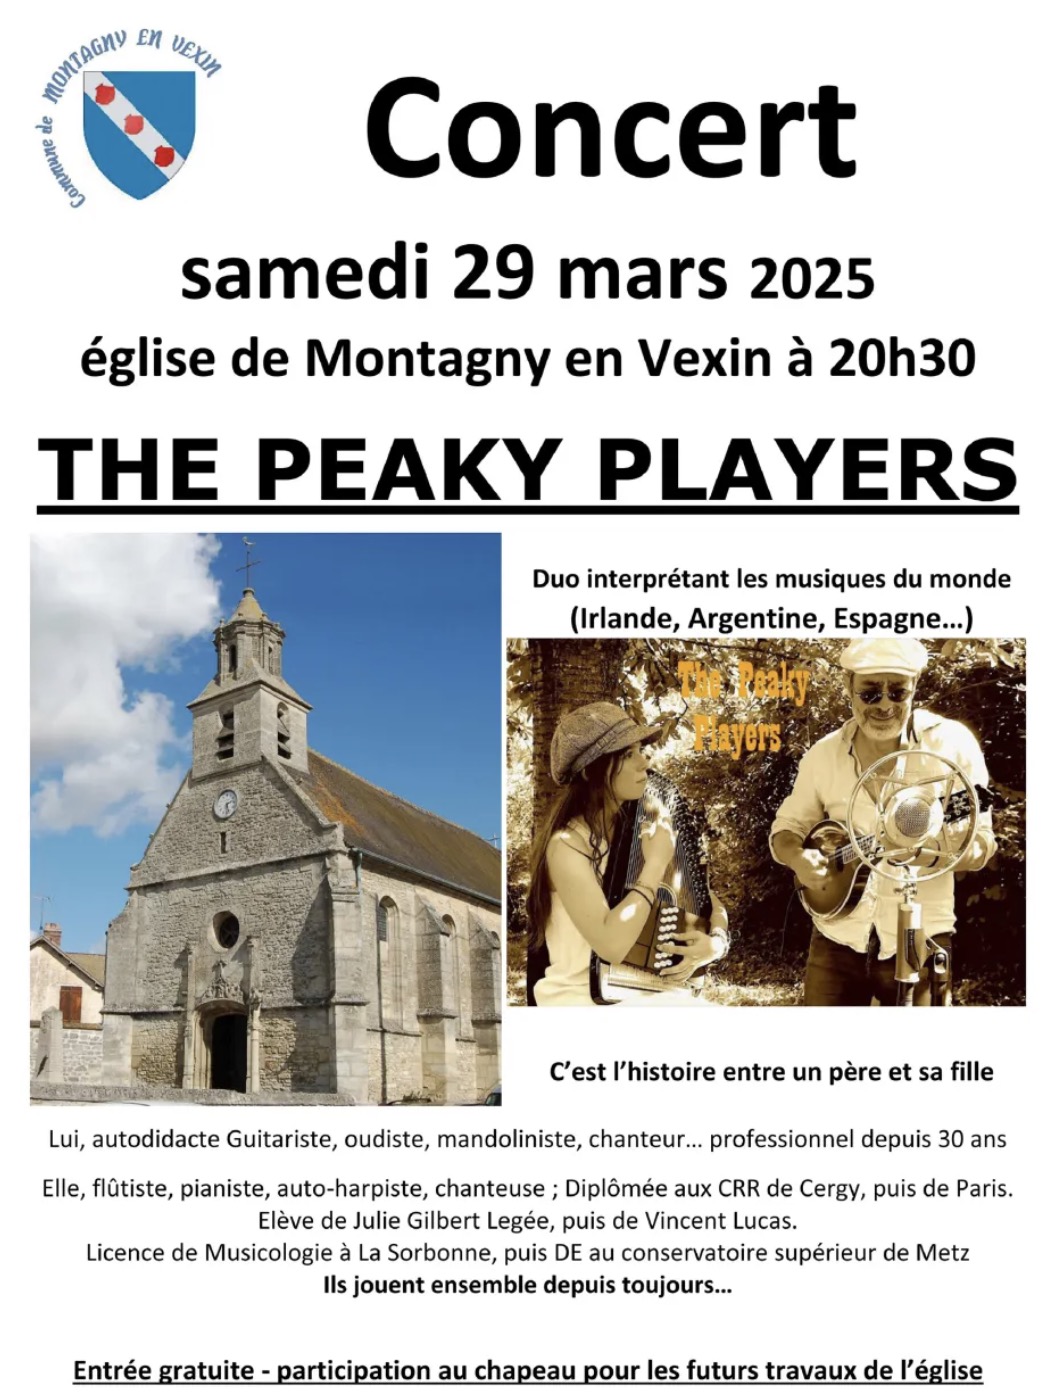 Commune de MONTAGNY EN VEXIN
Concert
samedi 29 mars 2025
église de Montagny en Vexin à 20h30
THE PEAKY PLAYERS
Duo interprétant les musiques du monde
(Irlande, Argentine, Espagne...)
The Peaky
Players
C’est l’histoire entre un père et sa fille
Lui, autodidacte Guitariste, oudiste, mandoliniste, chanteur... professionnel depuis 30 ans
Elle, flûtiste, pianiste, auto-harpiste, chanteuse ; Diplômée aux CRR de Cergy, puis de Paris.
Elève de Julie Gilbert Legée, puis de Vincent Lucas.
Licence de Musicologie à La Sorbonne, puis DE au conservatoire supérieur de Metz
Ils jouent ensemble depuis toujours...
Entrée gratuite - participation au chapeau pour les futurs travaux de l’église